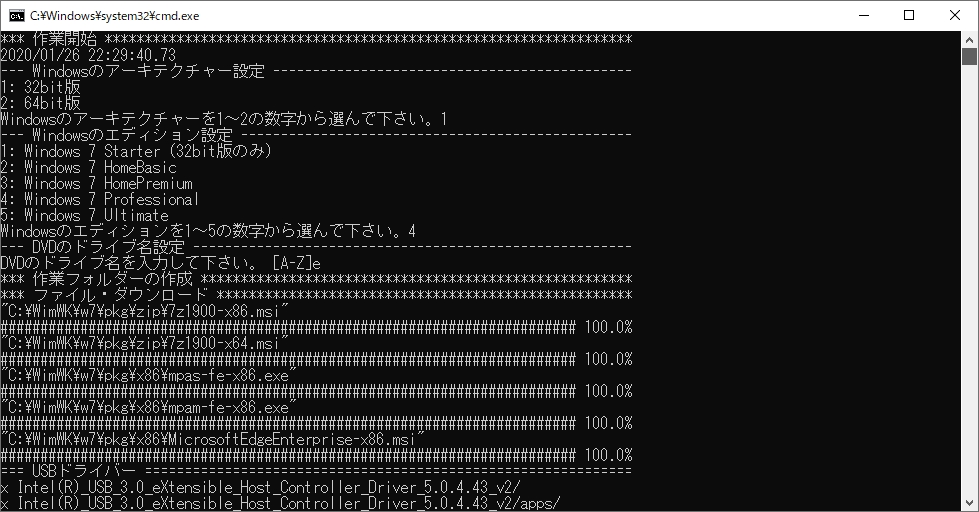 C:¥Windows¥system32¥cmd.exe
*** 作業開始 ******************************************************************
2020/01/26 22:29:40.73
--- Windowsのアーキテクチャー設定 ---------------------------------------------
1: 32bit版
2: 64bit版
Windowsのアーキテクチャーを1～2の数字から選んで下さい。1
--- Windowsのエディション設定 -------------------------------------------------
1: Windows 7 Starter (32bit版のみ)
2: Windows 7 HomeBasic
3: Windows 7 HomePremium
4: Windows 7 Professional
5: Windows 7 Ultimate
Windowsのエディションを1～5の数字から選んで下さい。4
--- DVDのドライブ名設定 -------------------------------------------------------
DVDのドライブ名を入力して下さい。 [A-Z]e
*** 作業フォルダーの作成 ******************************************************
*** ファイル・ダウンロード ****************************************************
"C:¥WimWK¥w7¥pkg¥zip¥7z1900-x86.msi"
######################################################################## 100.0%
"C:¥WimWK¥w7¥pkg¥zip¥7z1900-x64.msi"
######################################################################## 100.0%
"C:¥WimWK¥w7¥pkg¥x86¥mpas-fe-x86.exe"
######################################################################## 100.0%
"C:¥WimWK¥w7¥pkg¥x86¥mpam-fe-x86.exe"
######################################################################## 100.0%
"C:¥WimWK¥w7¥pkg¥x86¥MicrosoftEdgeEnterprise-x86.msi"
######################################################################## 100.0%
=== USBドライバー =============================================================
x Intel(R)_USB_3.0_eXtensible_Host_Controller_Driver_5.0.4.43_v2/
x Intel(R)_USB_3.0_eXtensible_Host_Controller_Driver_5.0.4.43_v2/apps/